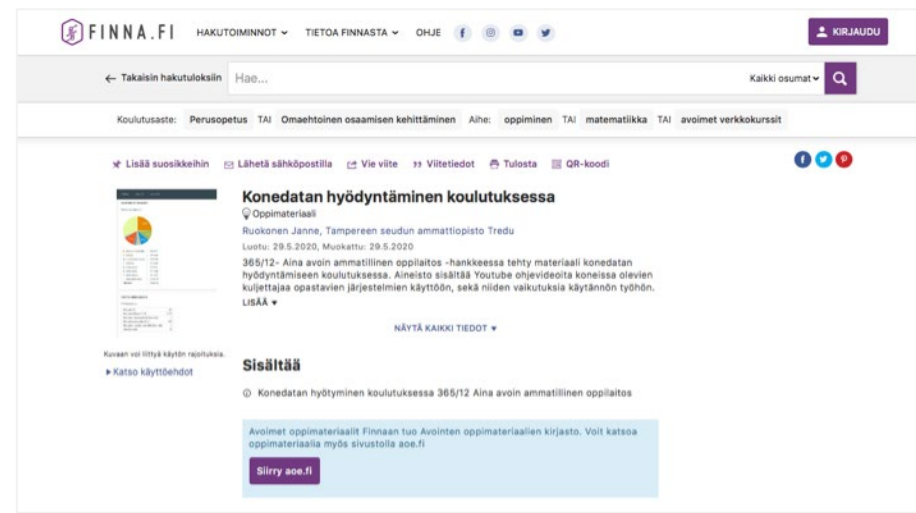 FINNA.FI HAKUTOIMINNOT TIETOA FINNASTA OHJE KIRJAUDU
← Takaisin hakutuloksiin Hae... Kaikki osumat
Koulutusaste: Perusopetus TAI Omaehtoinen osaamisen kehittäminen Aihe: oppiminen TAI matematiikka TAI avoimet verkkokurssit
Lisää suosikkeihin Lähetä sähköpostilla Vie viite Viitetiedot Tulosta QR-koodi
Konedatan hyödyntäminen koulutuksessa
Oppimateriaali
Ruokonen Janne, Tampereen seudun ammattiopisto Tredu
Luotu: 29.5.2020, Muokattu: 29.5.2020
365/12- Aina avoin ammatillinen oppilaitos -hankkeessa tehty materiaali konedatan
hyödyntämiseen koulutuksessa. Aineisto sisältää Youtube ohjevideoita koneissa olevien
kuljettajaa opastavien järjestelmien käyttöön, sekä niiden vaikutuksia käytännön työhön.
LISÄÄ
NÄYTÄ KAIKKI TIEDOT
Kuvaan voi liittyä käytön rajoituksia.
Katso käyttöehdot
Sisältää
Konedatan hyötyminen koulutuksessa 365/12 Aina avoin ammatillinen oppilaitos
Avoimet oppimateriaalit Finnaan tuo Avointen oppimateriaalien kirjasto. Voit katsoa
oppimateriaalia myös sivustolla aoe.fi
Siirry aoe.fi